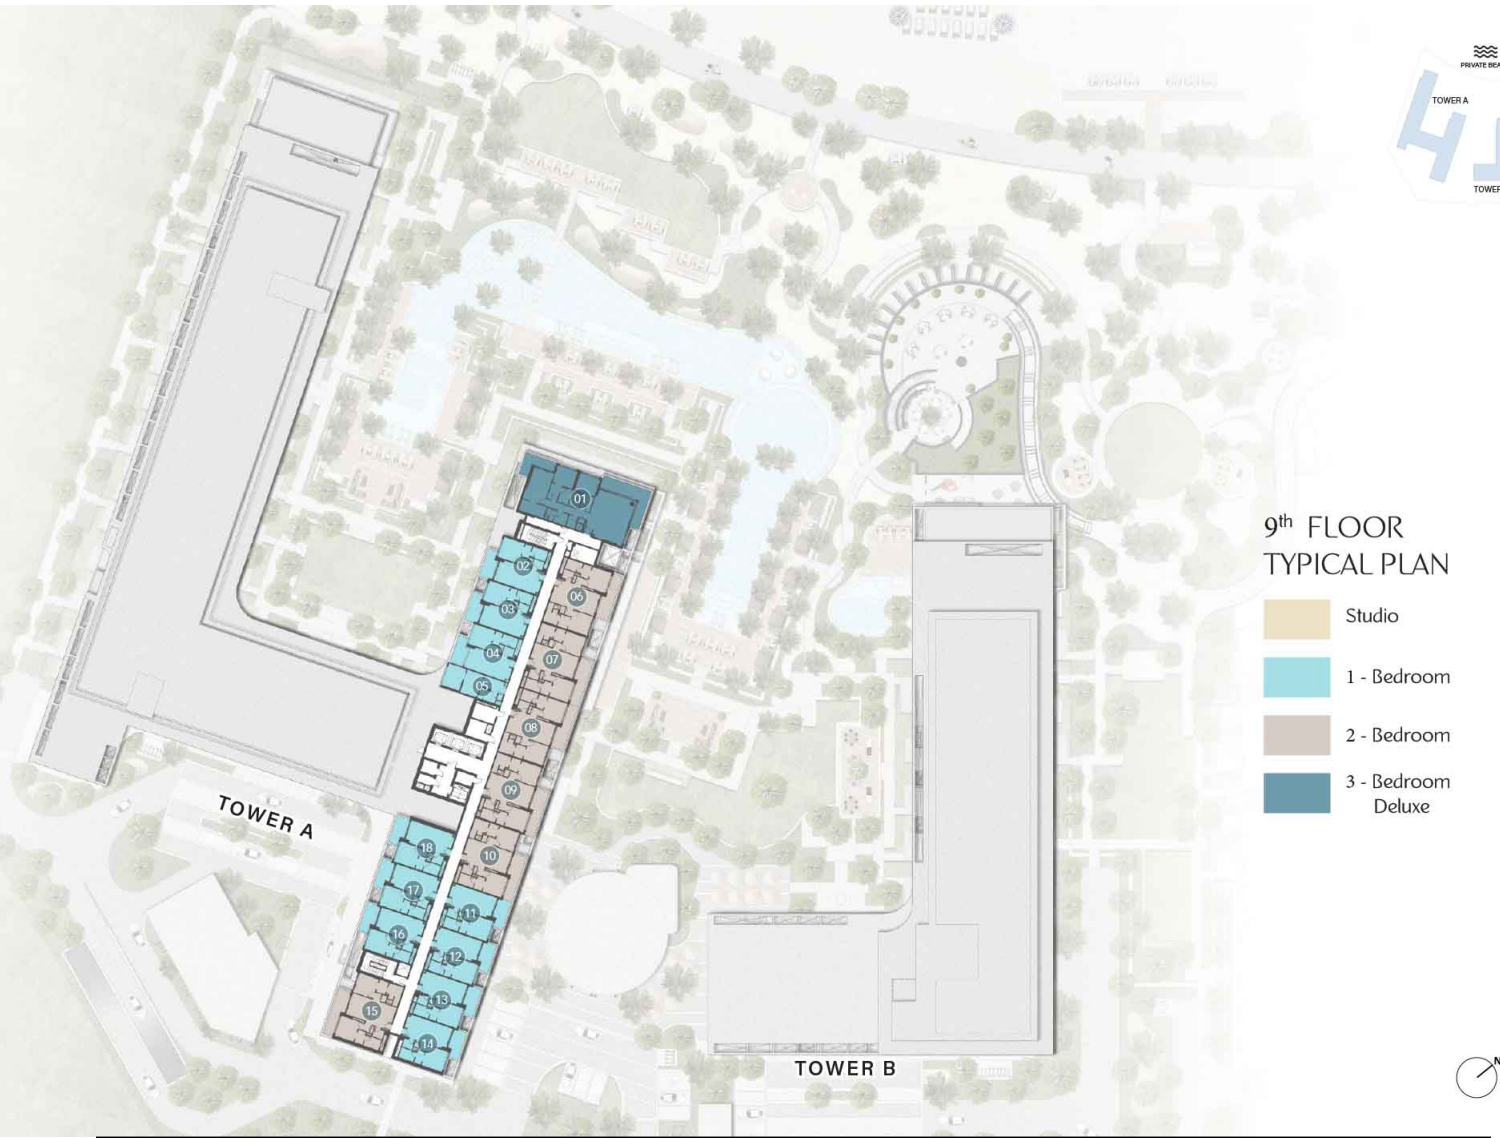 PRIVATE BEA
TOWER A
TOWER
01
02
03
04
05
06
07
08
09
10
11
12
13
14
15
16
17
18
TOWER A
TOWER B
9th FLOOR
TYPICAL PLAN
Studio
1 - Bedroom
2 - Bedroom
3 - Bedroom
Deluxe
N